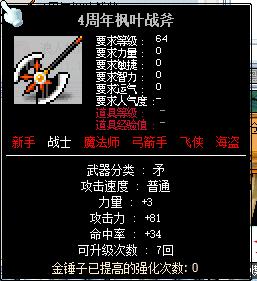 4周年枫叶战斧
要求等级： 64
要求力量： 0
要求敏捷： 0
要求智力： 0
要求运气： 0
要求人气度： -
道具等级： -
道具经验值： -
新手 战士 魔法师 弓箭手 飞侠 海盗
武器分类 : 矛
攻击速度 : 普通
力量 : +3
攻击力 : +81
命中率 : +34
可升级次数 : 7回
金锤子已提高的强化次数: 0